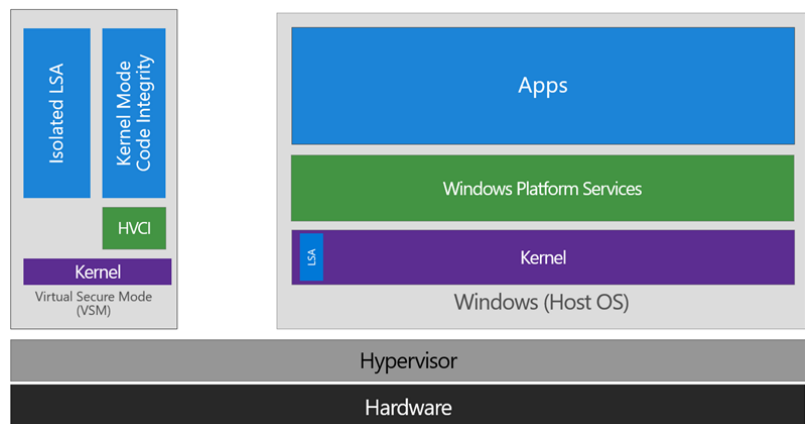 Isolated LSA
Kernel Mode
Code Integrity
HVCI
Kernel
Virtual Secure Mode
(VSM)
Apps
Windows Platform Services
LSA
Kernel
Windows (Host OS)
Hypervisor
Hardware